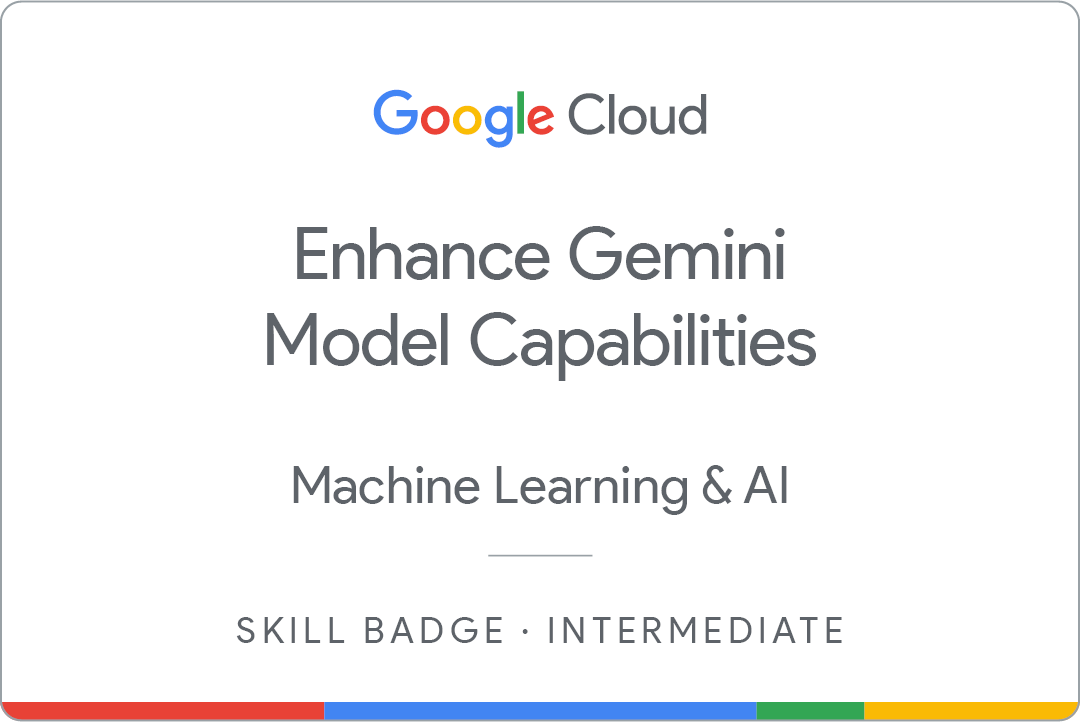 Google Cloud
Enhance Gemini
Model Capabilities
Machine Learning & AI
SKILL BADGE · INTERMEDIATE